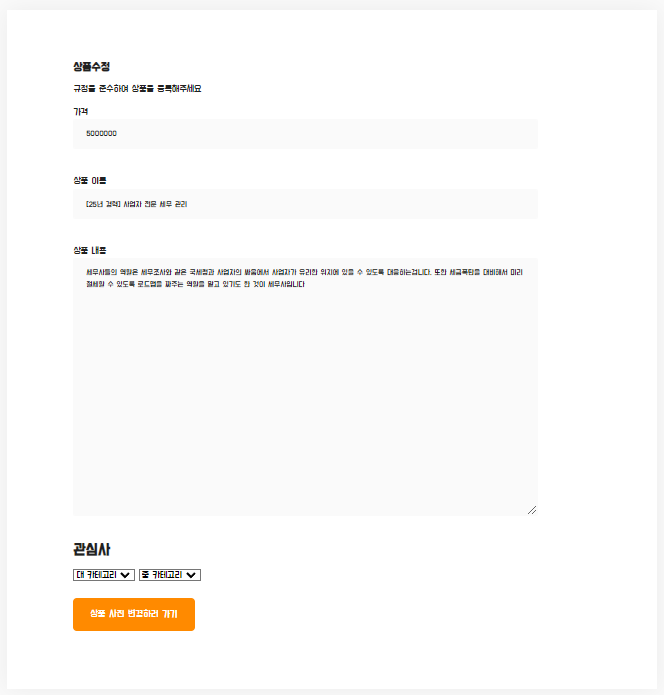 상품수정
규정을 준수하여 상품을 등록해주세요
가격
5000000
상품 이름
[25년 경력] 사업자 전문 세무 관리
상품 내용
세무사들의 역할은 세무조사와 같은 국세청과 사업자의 싸움에서 사업자가 유리한 위치에 있을 수 있도록 대응하는겁니다. 또한 세금폭탄을 대비해서 미리
절세할 수 있도록 로드맵을 짜주는 역할을 맡고 있기도 한 것이 세무사입니다
관심사
대 카테고리 중 카테고리
상품 사진 변경하러 가기